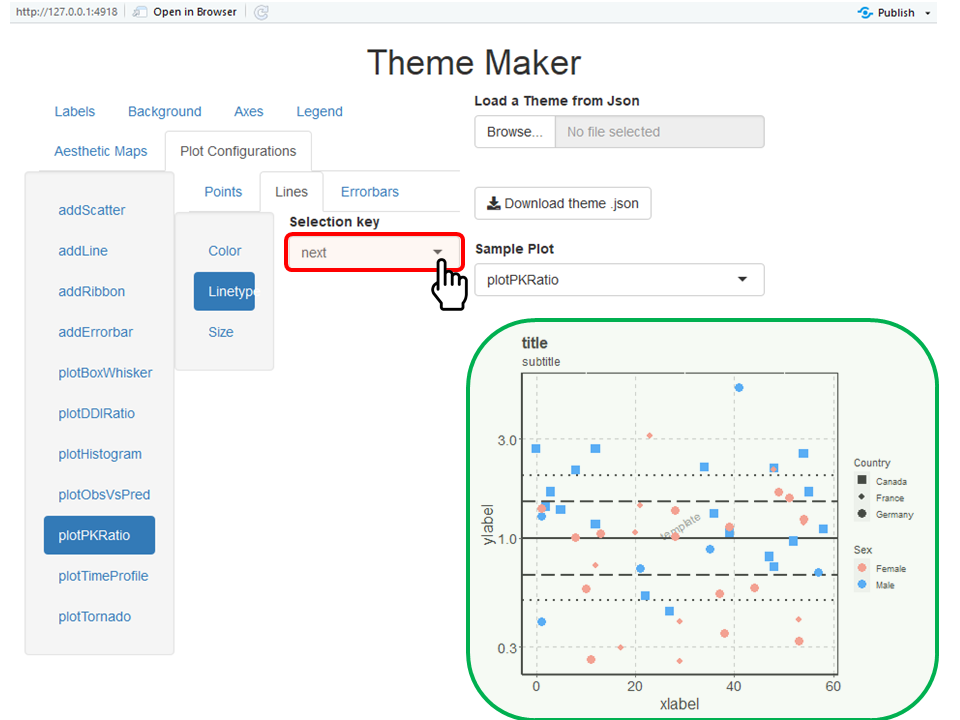 http://127.0.0.1:4918
Open in Browser
Publish
Theme Maker
Labels
Background
Axes
Legend
Aesthetic Maps
Plot Configurations
addScatter
addLine
addRibbon
addErrorbar
plotBoxWhisker
plotDDIRatio
plotHistogram
plotObsVsPred
plotPKRatio
plotTimeProfile
plotTornado
Points
Lines
Errorbars
Color
Linetype
Size
Selection key
next
Load a Theme from Json
Browse...
No file selected
Download theme .json
Sample Plot
plotPKRatio
title
subtitle
ylabel
3.0
1.0
0.3
template
0
20
40
60
xlabel
Country
Canada
France
Germany
Sex
Female
Male